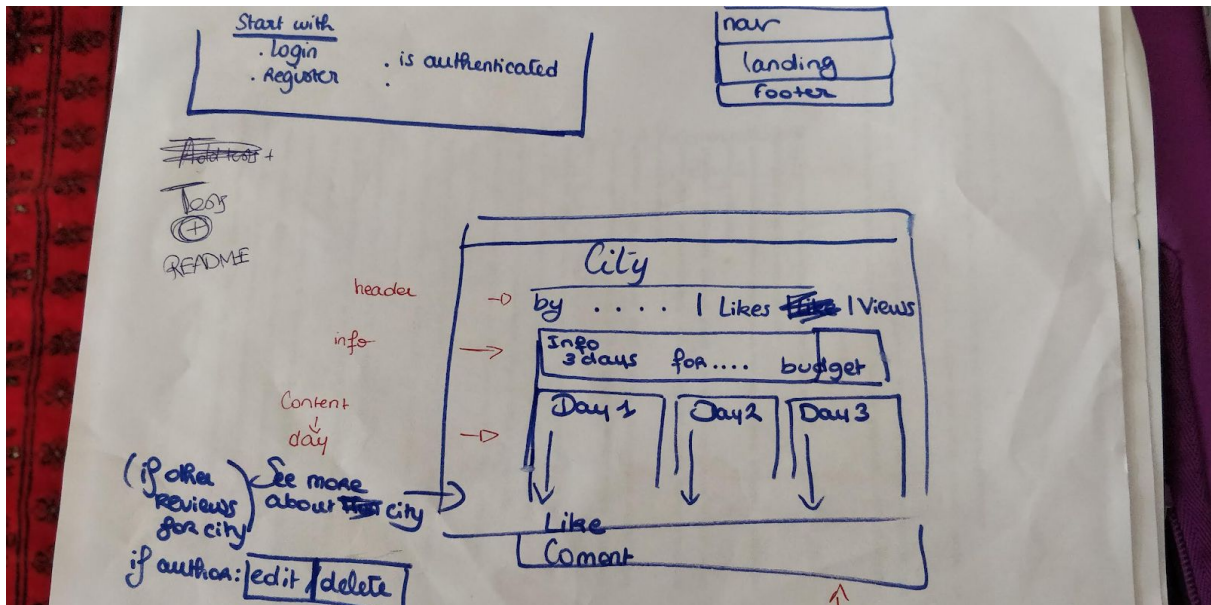 Start with
. login
. Register
. is authenticated
.
nav
landing
Footer
+
README
City
header
by . . . . | Likes | Views
info
Info
3 days for.... budget
Content
day
Day 1 Day 2 Day 3
(if other
reviews
for city)
See more
about city
Like
Coment
if author: edit / delete